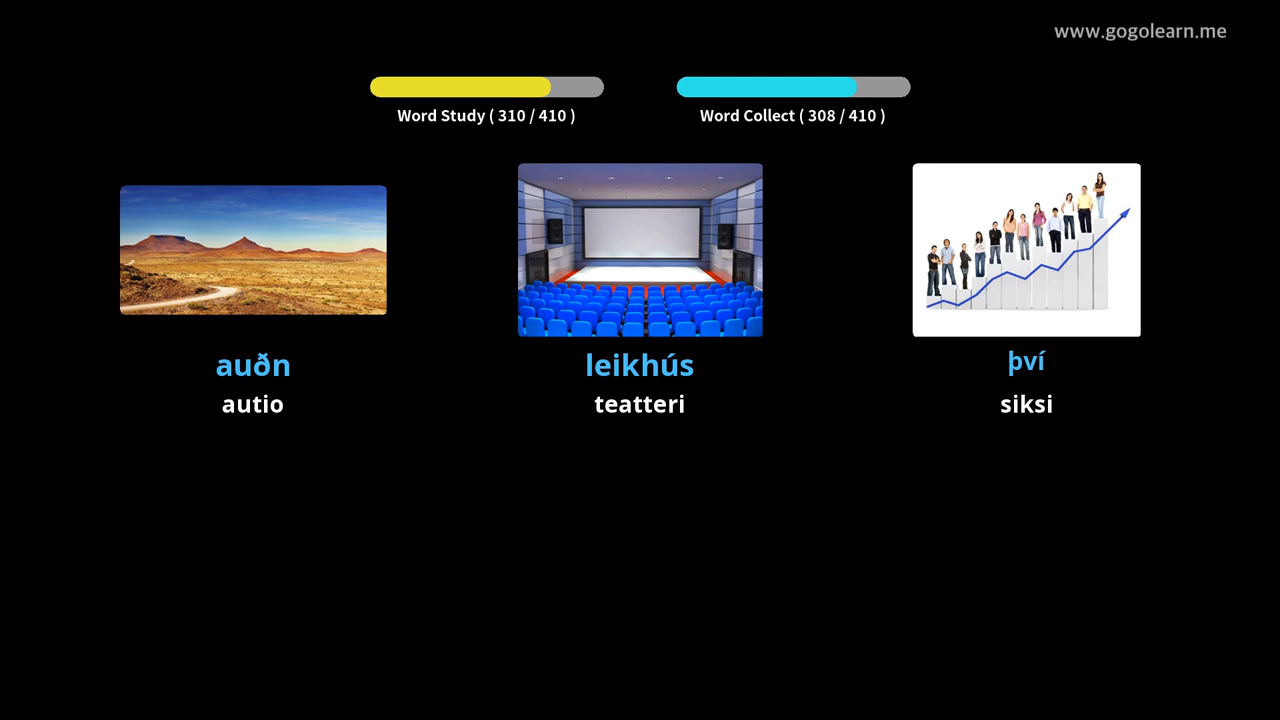 www.gogolearn.me
Word Study ( 310 / 410 )
Word Collect ( 308 / 410 )
auðn
autio
leikhús
teatteri
því
siksi